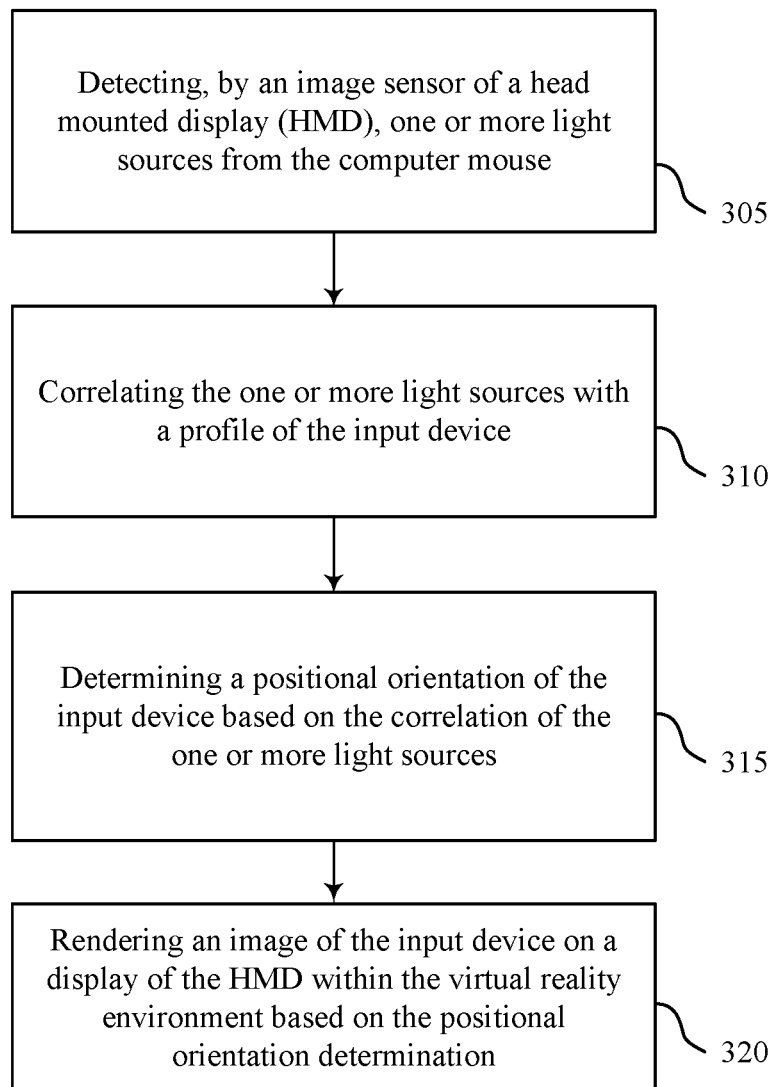 Detecting, by an image sensor of a head
mounted display (HMD), one or more light
sources from the computer mouse
305
Correlating the one or more light sources with
a profile of the input device
310
Determining a positional orientation of the
input device based on the correlation of the
one or more light sources
315
Rendering an image of the input device on a
display of the HMD within the virtual reality
environment based on the positional
orientation determination
320